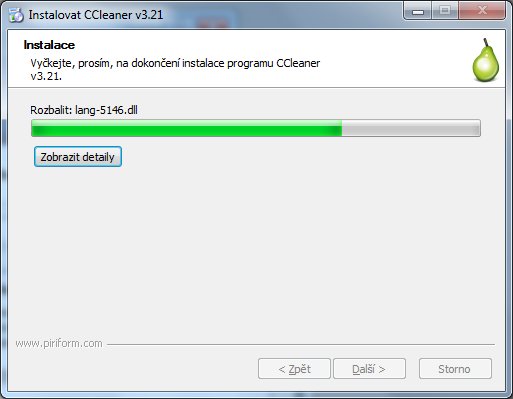 Instalovat CCleaner v3.21
Instalace
Vyčkejte, prosím, na dokončení instalace programu CCleaner
v3.21.
Rozbalit: lang-5146.dll
Zobrazit detaily
www.piriform.com
< Zpět
Další >
Storno